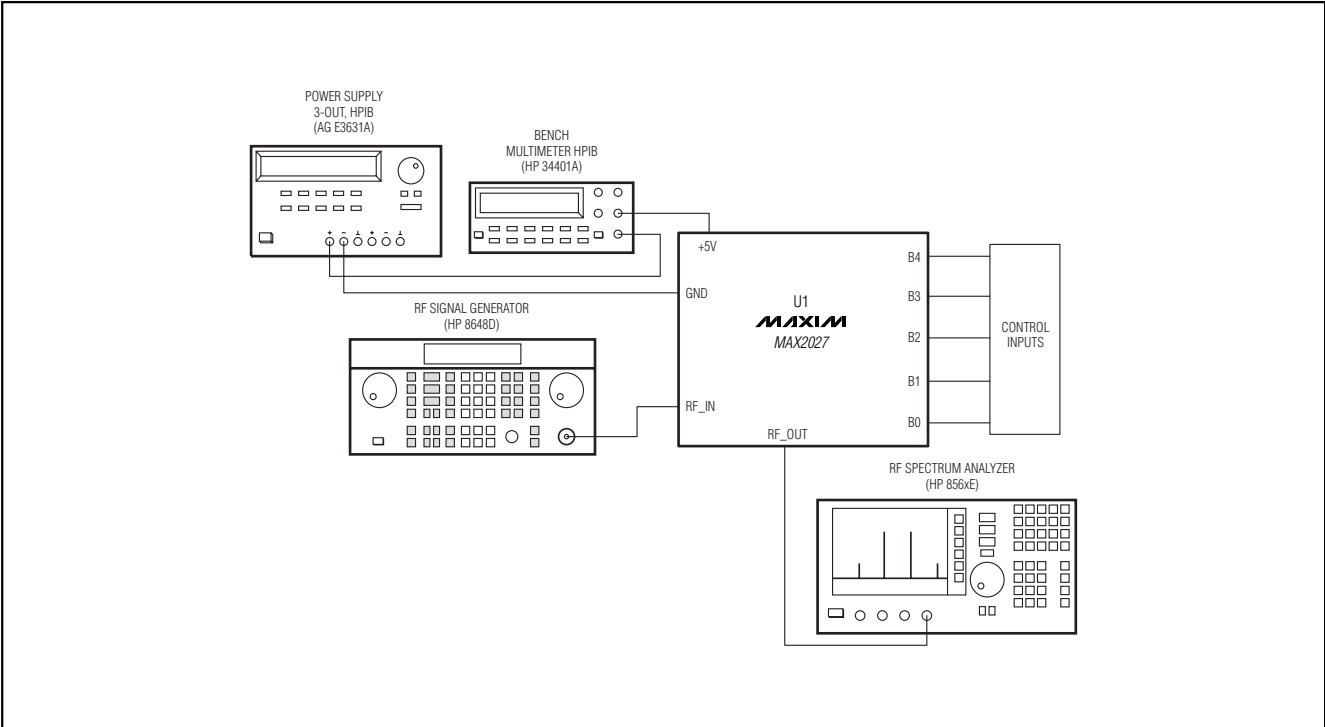 POWER SUPPLY
3-OUT, HPIB
(AG E3631A)
BENCH
MULTIMETER HPIB
(HP 34401A)
+ - ⊥ + - ⊥
RF SIGNAL GENERATOR
(HP 8648D)
+5V
GND
RF_IN
RF_OUT
U1
MAXIM
MAX2027
B4
B3
B2
B1
B0
CONTROL
INPUTS
RF SPECTRUM ANALYZER
(HP 856xE)